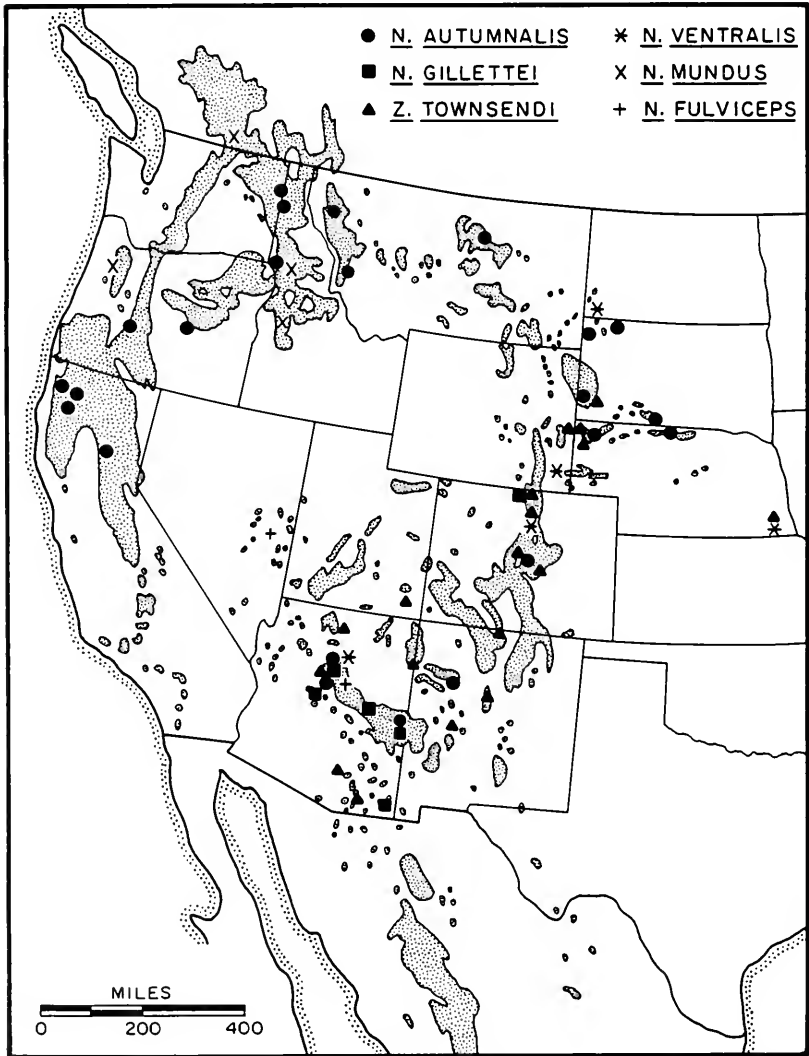 ● N. AUTUMNALIS
■ N. GILLETTEI
▲ Z. TOWNSENDI
✳ N. VENTRALIS
× N. MUNDUS
+ N. FULVICEPS
MILES
0 200 400